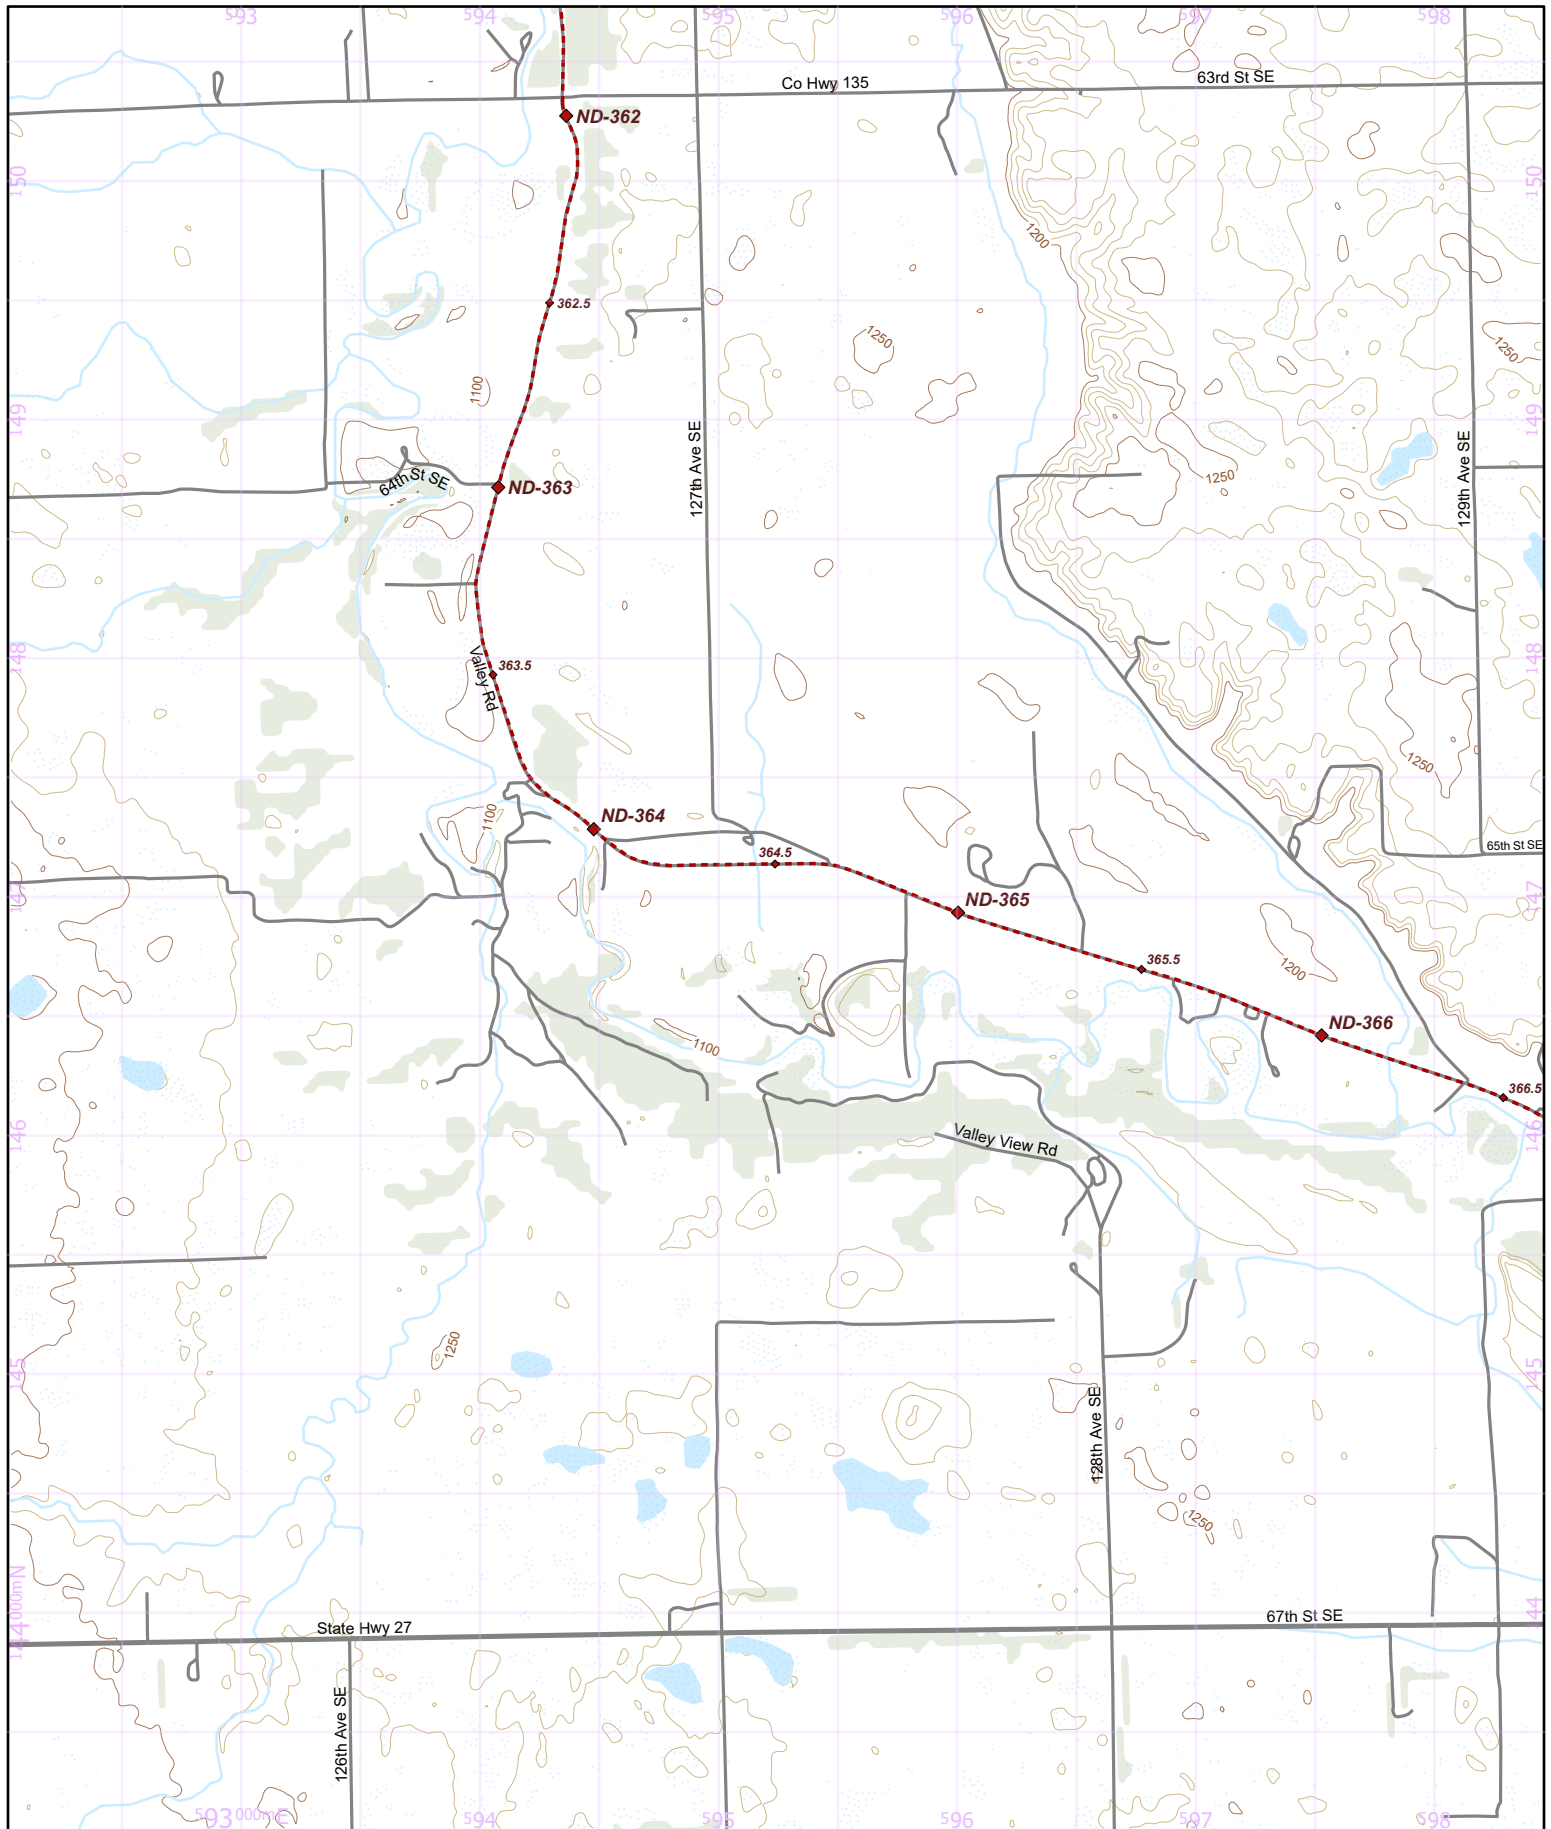 593
594
595
596
597
598
Co Hwy 135
63rd St SE
ND-362
150
150
1200
362.5
1250
1250
1100
149
149
127th Ave SE
129th Ave SE
64th St SE
ND-363
1250
148
148
363.5
Valley Rd
1250
1100
ND-364
364.5
65th St SE
147
147
ND-365
365.5
1200
ND-366
1100
366.5
146
146
Valley View Rd
1250
145
145
128th Ave SE
1250
144000mN
144
State Hwy 27
67th St SE
126th Ave SE
593000mE
594
595
596
597
598